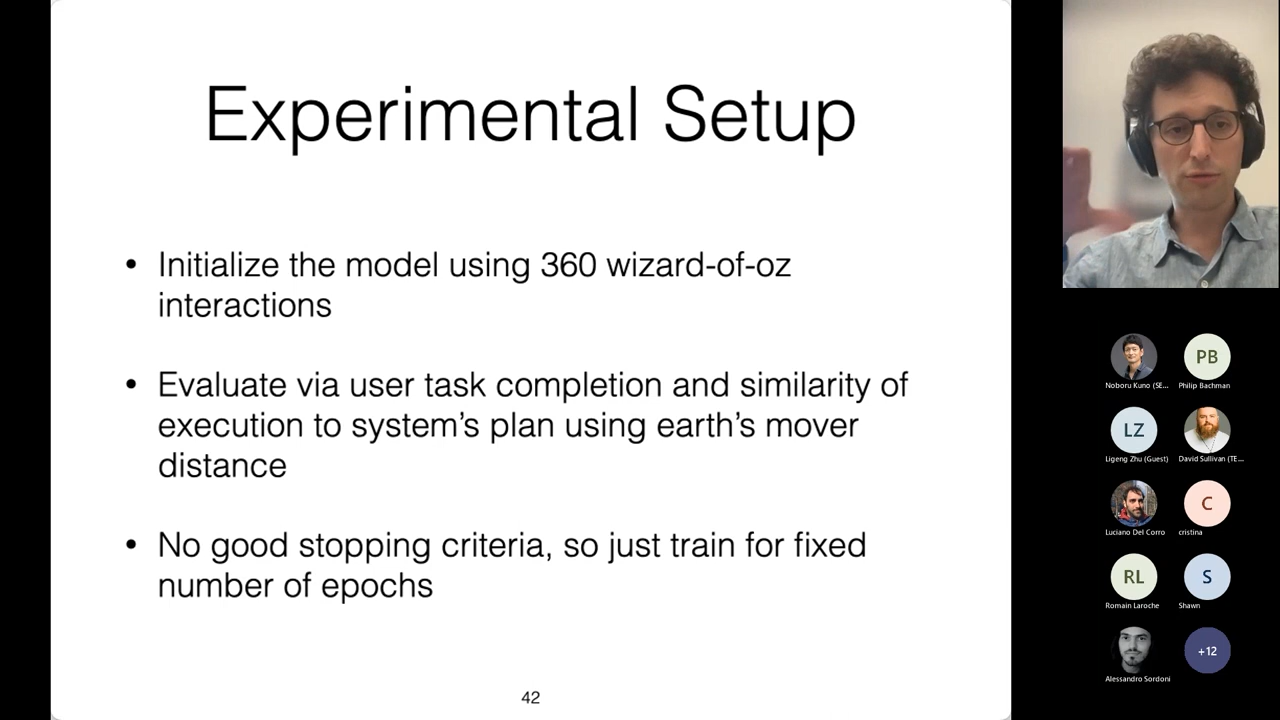 Experimental Setup
• Initialize the model using 360 wizard-of-oz
interactions
• Evaluate via user task completion and similarity of
execution to system’s plan using earth’s mover
distance
• No good stopping criteria, so just train for fixed
number of epochs
42
Noboru Kuno (SE...
PB
Philip Bachman
LZ
Ligeng Zhu (Guest)
David Sullivan (TE...
Luciano Del Corro
C
cristina
RL
Romain Laroche
S
Shawn
Alessandro Sordoni
+12